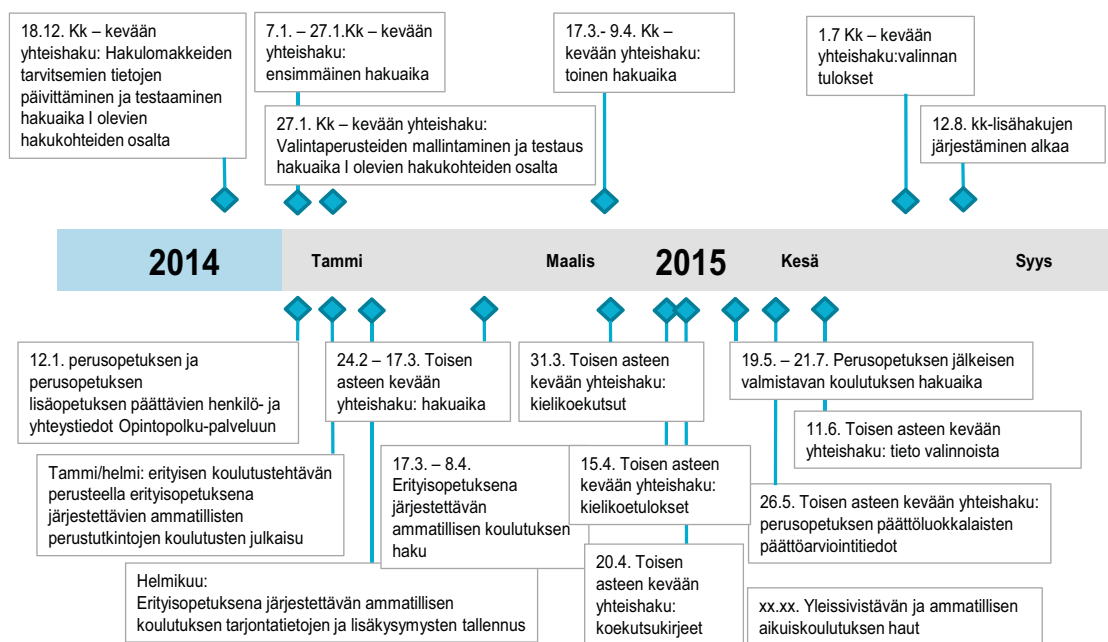 18.12. Kk – kevään
yhteishaku: Hakulomakkeiden
tarvitsemien tietojen
päivittäminen ja testaaminen
hakuaika I olevien
hakukohteiden osalta
7.1. – 27.1.Kk – kevään
yhteishaku:
ensimmäinen hakuaika
27.1. Kk – kevään yhteishaku:
Valintaperusteiden mallintaminen ja testaus
hakuaika I olevien hakukohteiden osalta
17.3.- 9.4. Kk –
kevään yhteishaku:
toinen hakuaika
1.7 Kk – kevään
yhteishaku:valinnan
tulokset
12.8. kk-lisähakujen
järjestäminen alkaa
2014 Tammi Maalis 2015 Kesä Syys
12.1. perusopetuksen ja
perusopetuksen
lisäopetuksen päättävien henkilö- ja
yhteystiedot Opintopolku-palveluun
Tammi/helmi: erityisen koulutustehtävän
perusteella erityisopetuksena
järjestettävien ammatillisten
perustutkintojen koulutusten julkaisu
Helmikuu:
Erityisopetuksena järjestettävän ammatillisen
koulutuksen tarjontatietojen ja lisäkysymysten tallennus
24.2 – 17.3. Toisen
asteen kevään
yhteishaku: hakuaika
17.3. – 8.4.
Erityisopetuksena
järjestettävän
ammatillisen koulutuksen
haku
31.3. Toisen asteen
kevään yhteishaku:
kielikoekutsut
15.4. Toisen asteen
kevään yhteishaku:
kielikoetulokset
20.4. Toisen
asteen kevään
yhteishaku:
koekutsukirjeet
19.5. – 21.7. Perusopetuksen jälkeisen
valmistavan koulutuksen hakuaika
11.6. Toisen asteen kevään
yhteishaku: tieto valinnoista
26.5. Toisen asteen kevään yhteishaku:
perusopetuksen päättöluokkalaisten
päättöarviointitiedot
xx.xx. Yleissivistävän ja ammatillisen
aikuiskoulutuksen haut